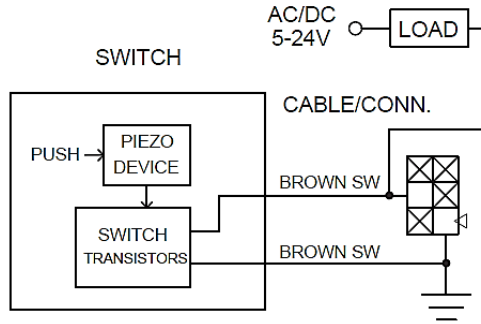 AC/DC
5-24V
LOAD
SWITCH
CABLE/CONN.
PUSH
PIEZO
DEVICE
BROWN SW
SWITCH
TRANSISTORS
BROWN SW